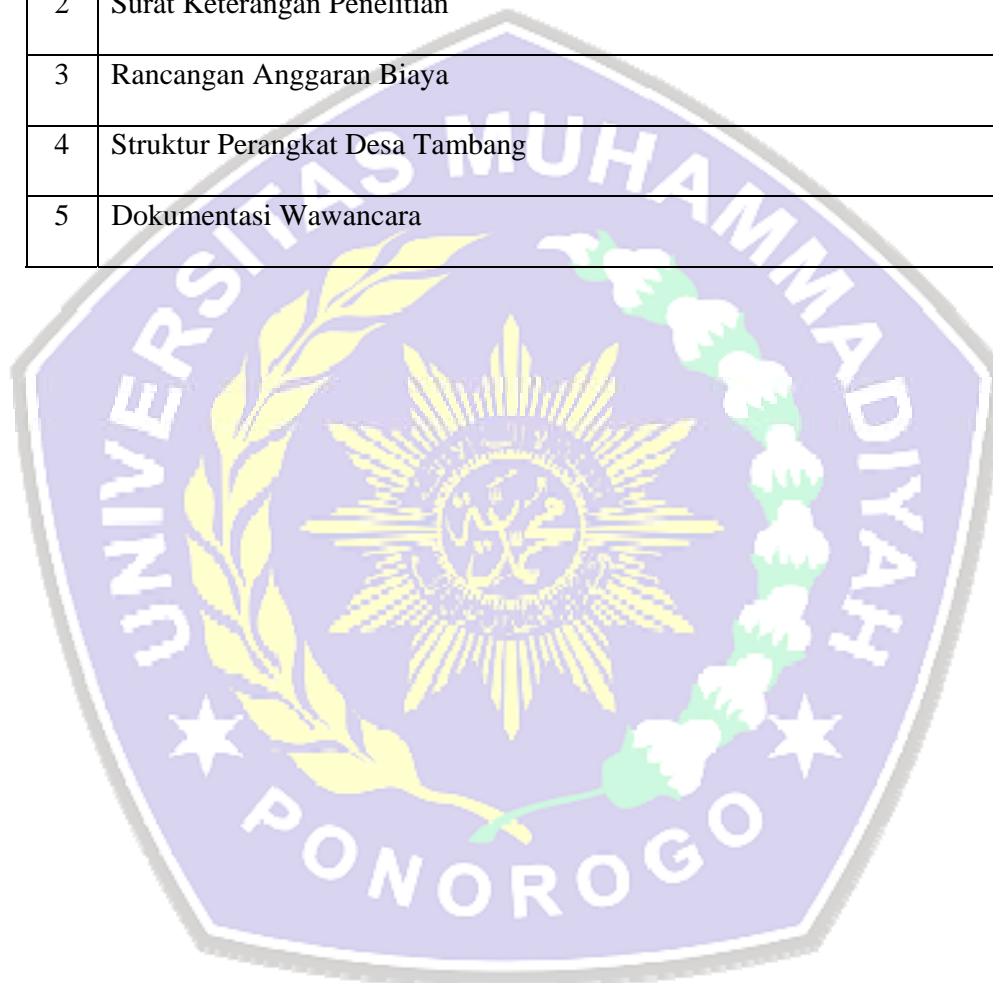 2 Surat Keterangan Penelitian
3 Rancangan Anggaran Biaya
4 Struktur Perangkat Desa Tambang
5 Dokumentasi Wawancara
UNIVERSITAS MUHAMMADIYAH
PONOROGO